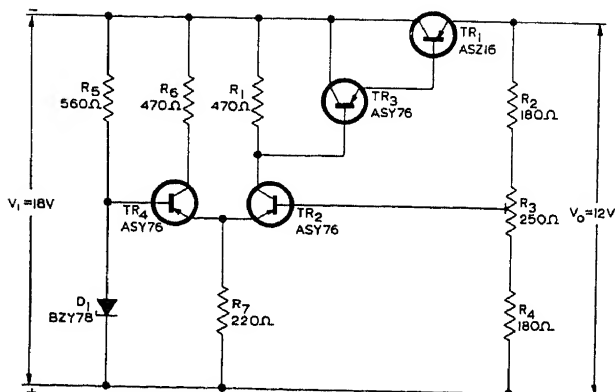 −
TR1
ASZ16
R5
560Ω
R6
470Ω
R1
470Ω
TR3
ASY76
R2
180Ω
V1=18V
TR4
ASY76
TR2
ASY76
R3
250Ω
Vo=12V
D1
BZY78
R7
220Ω
R4
180Ω
+